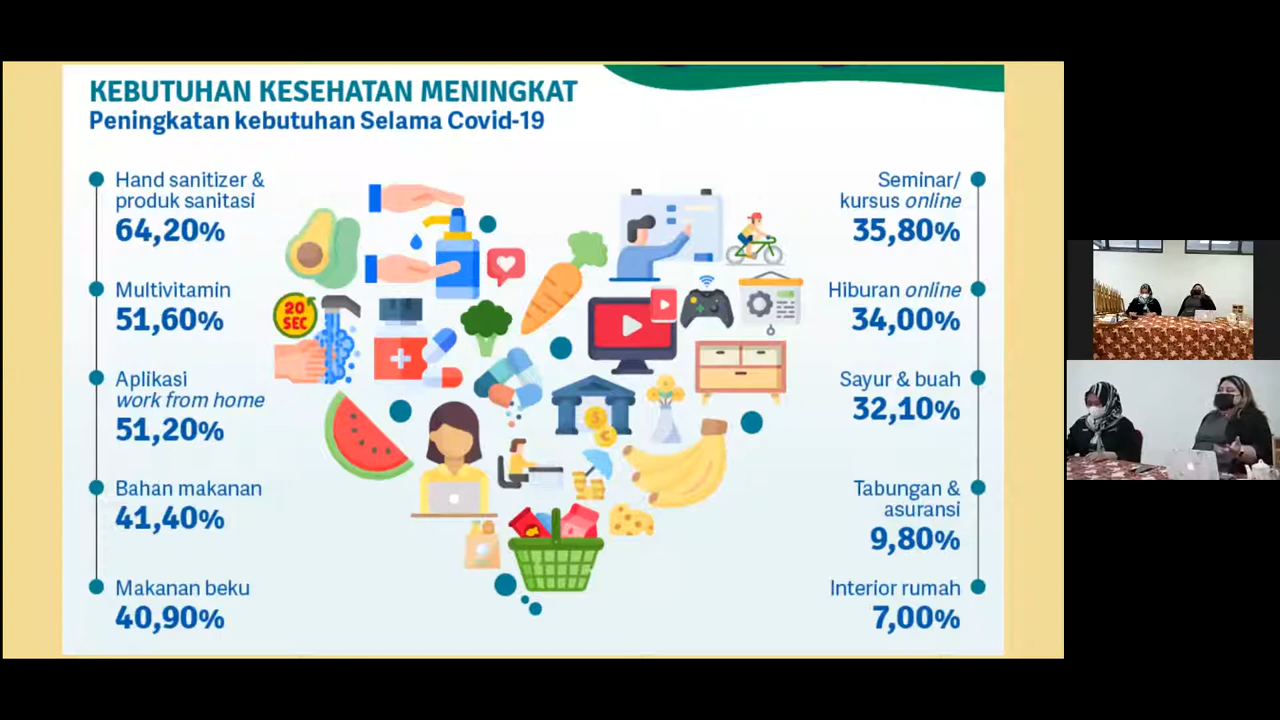 KEBUTUHAN KESEHATAN MENINGKAT
Peningkatan kebutuhan Selama Covid-19
Hand sanitizer &
produk sanitasi
64,20%
Multivitamin
51,60%
Aplikasi
work from home
51,20%
Bahan makanan
41,40%
Makanan beku
40,90%
20
SEC
Seminar/
kursus online
35,80%
Hiburan online
34,00%
Sayur & buah
32,10%
Tabungan &
asuransi
9,80%
Interior rumah
7,00%